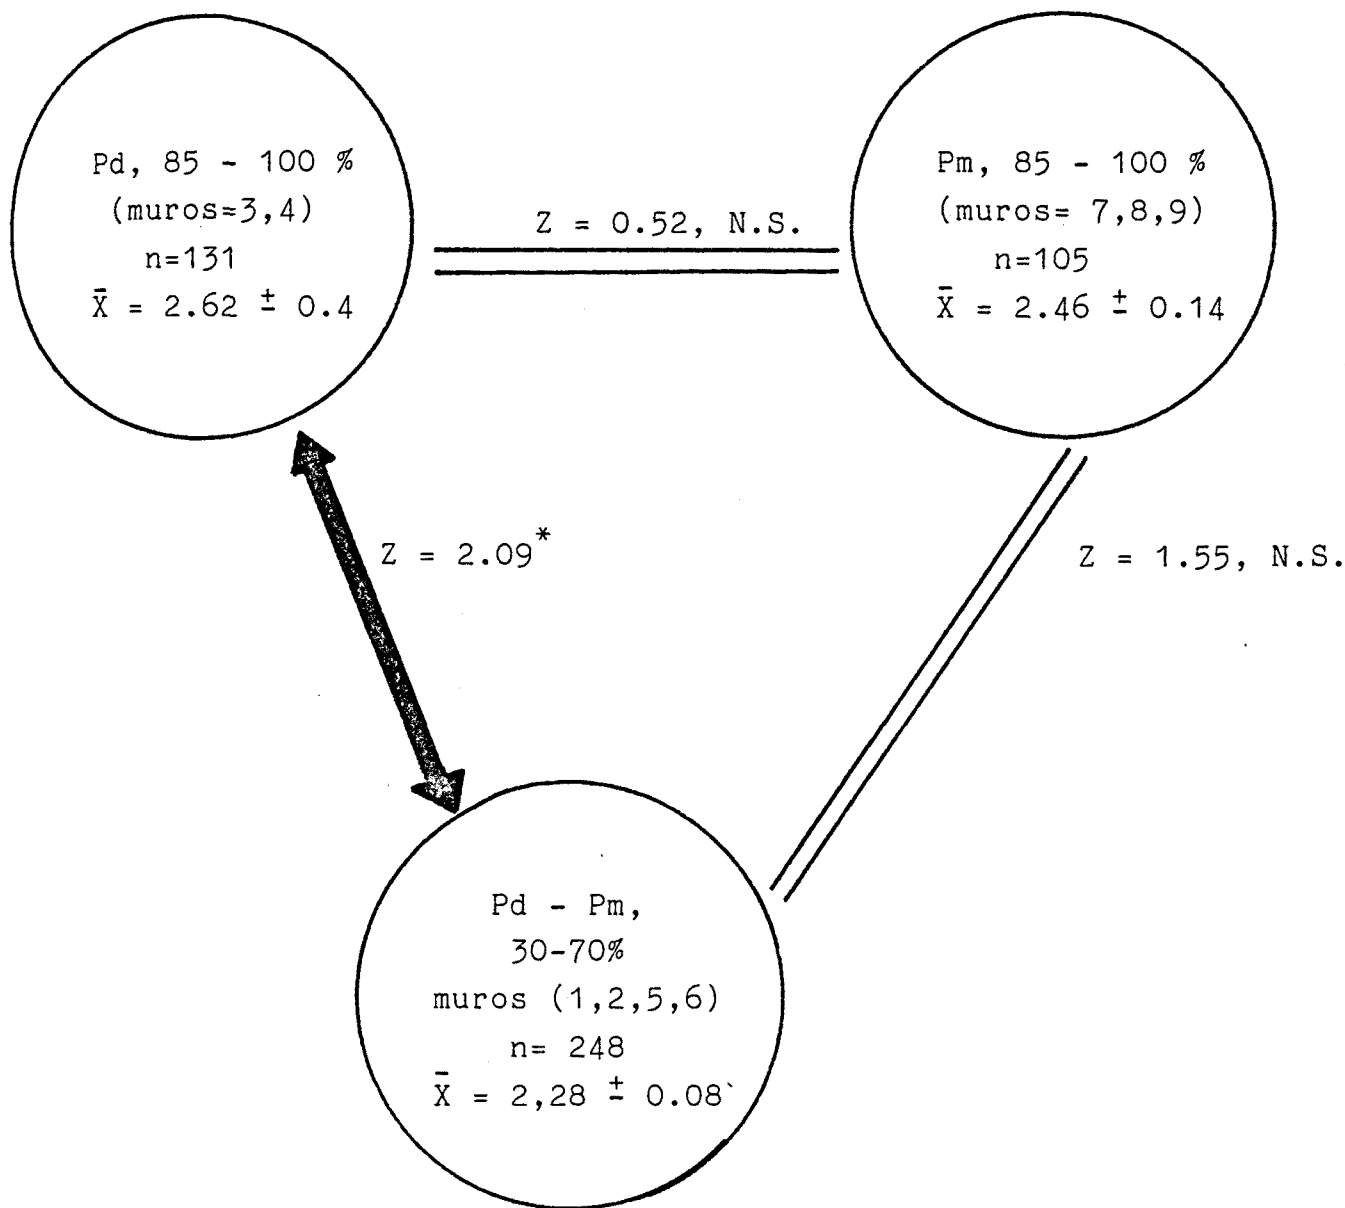 Pd, 85 - 100 %
(muros=3,4)
n=131
X̄ = 2.62 ± 0.4
Z = 0.52, N.S.
Pm, 85 - 100 %
(muros= 7,8,9)
n=105
X̄ = 2.46 ± 0.14
Z = 2.09*
Z = 1.55, N.S.
Pd - Pm,
30-70%
muros (1,2,5,6)
n= 248
X̄ = 2,28 ± 0.08